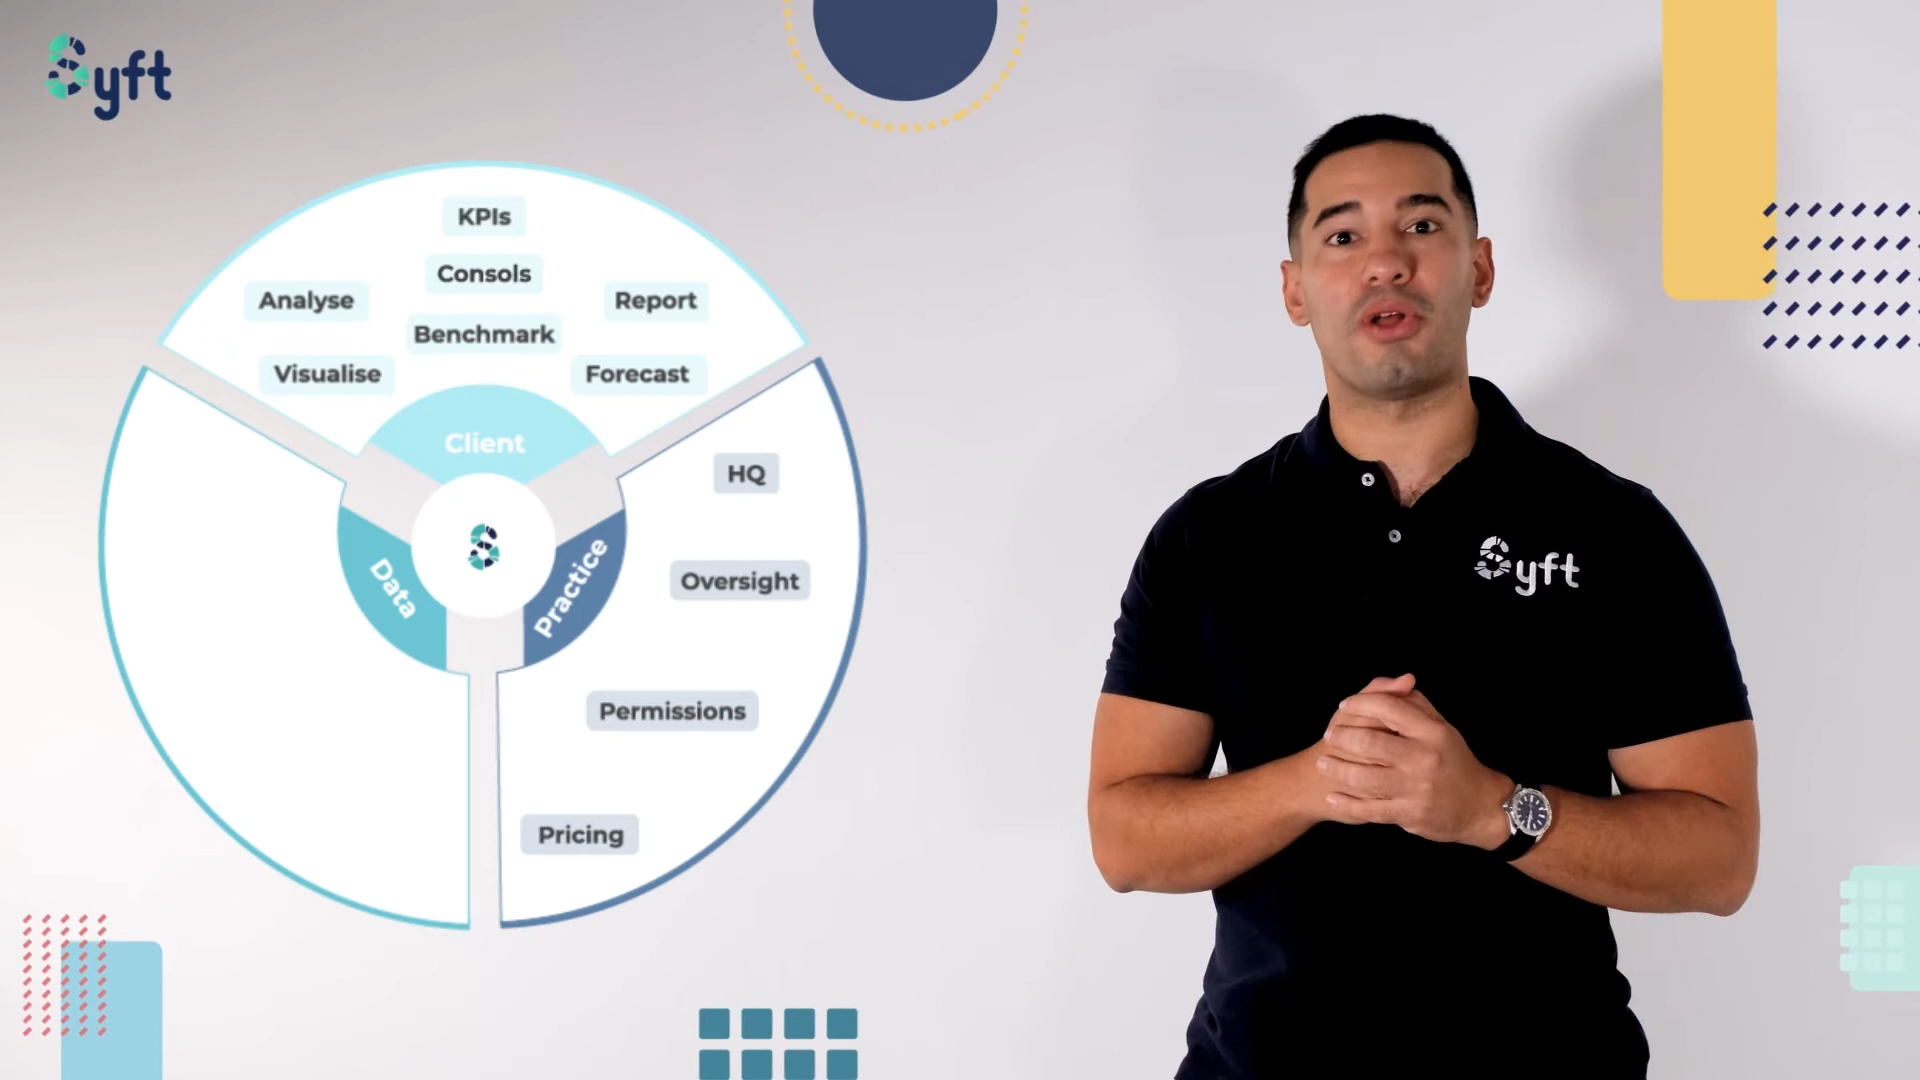 Syft
KPIs
Consols
Analyse
Report
Benchmark
Visualise
Forecast
Client
HQ
Data
Practice
Oversight
Permissions
Pricing
Syft